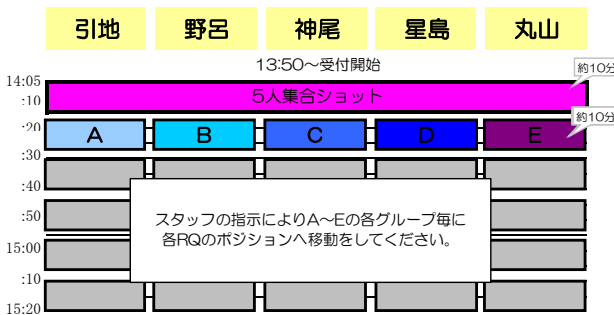 引地 野呂 神尾 星島 丸山
13:50～受付開始
約10分
14:05
5人集合ショット
:10
約10分
:20
A B C D E
:30
:40
スタッフの指示によりA～Eの各グループ毎に
:50
各RQのポジションへ移動をしてください。
15:00
:10
15:20